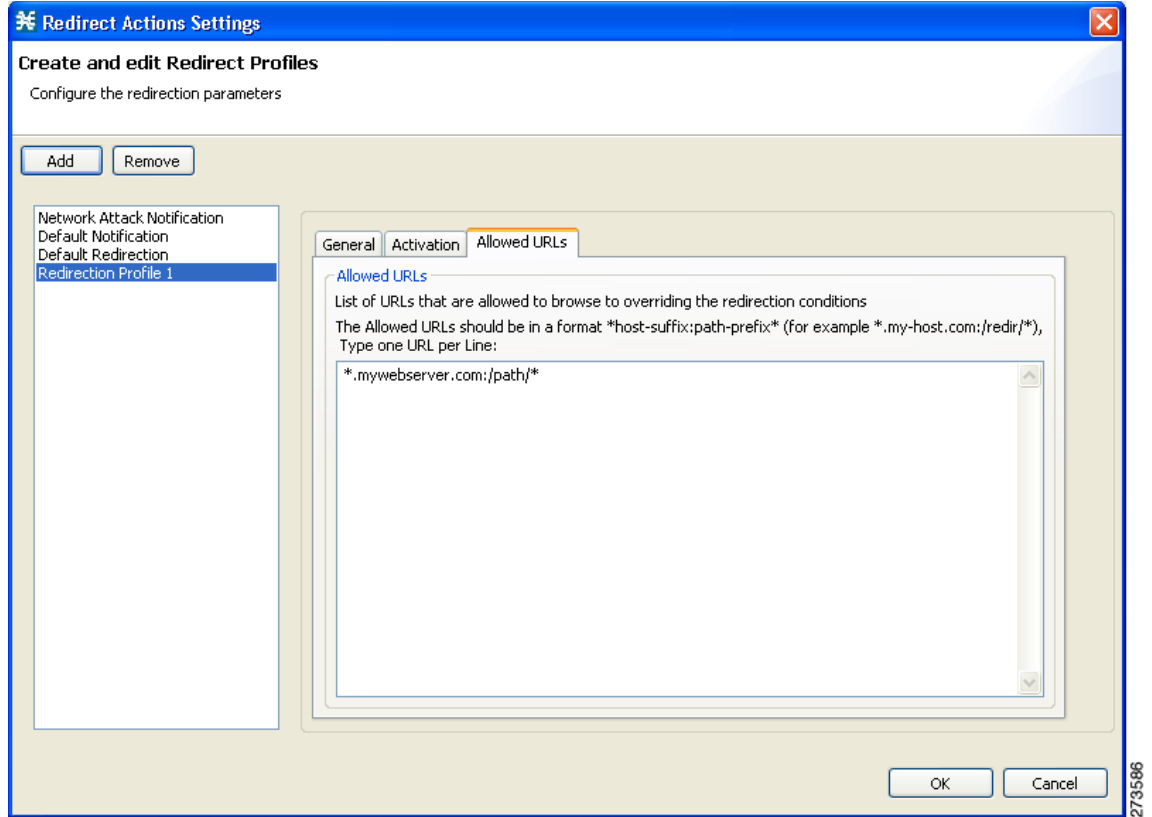 Redirect Actions Settings
Create and edit Redirect Profiles
Configure the redirection parameters
Add Remove
Network Attack Notification
Default Notification
Default Redirection
Redirection Profile 1
General Activation Allowed URLs
Allowed URLs
List of URLs that are allowed to browse to overriding the redirection conditions
The Allowed URLs should be in a format *host-suffix:path-prefix* (for example *.my-host.com:/redir/*),
Type one URL per Line:
*.mywebserver.com:/path/*
OK Cancel
273586